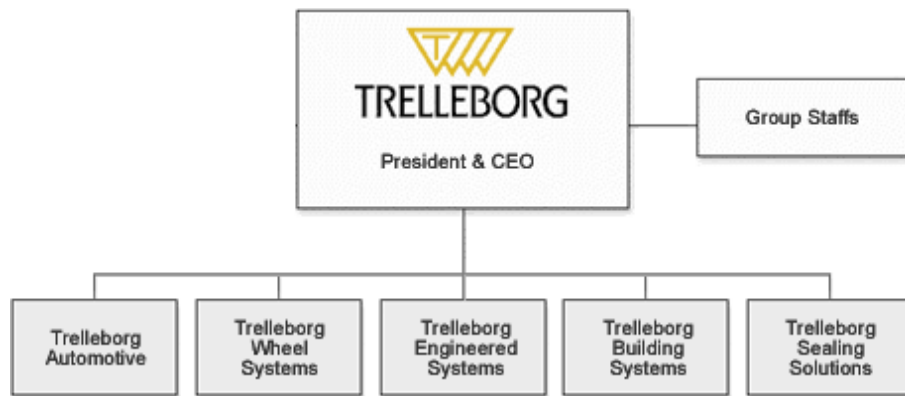 T
TRELLEBORG
President & CEO
Group Staffs
Trelleborg
Automotive
Trelleborg
Wheel
Systems
Trelleborg
Engineered
Systems
Trelleborg
Building
Systems
Trelleborg
Sealing
Solutions